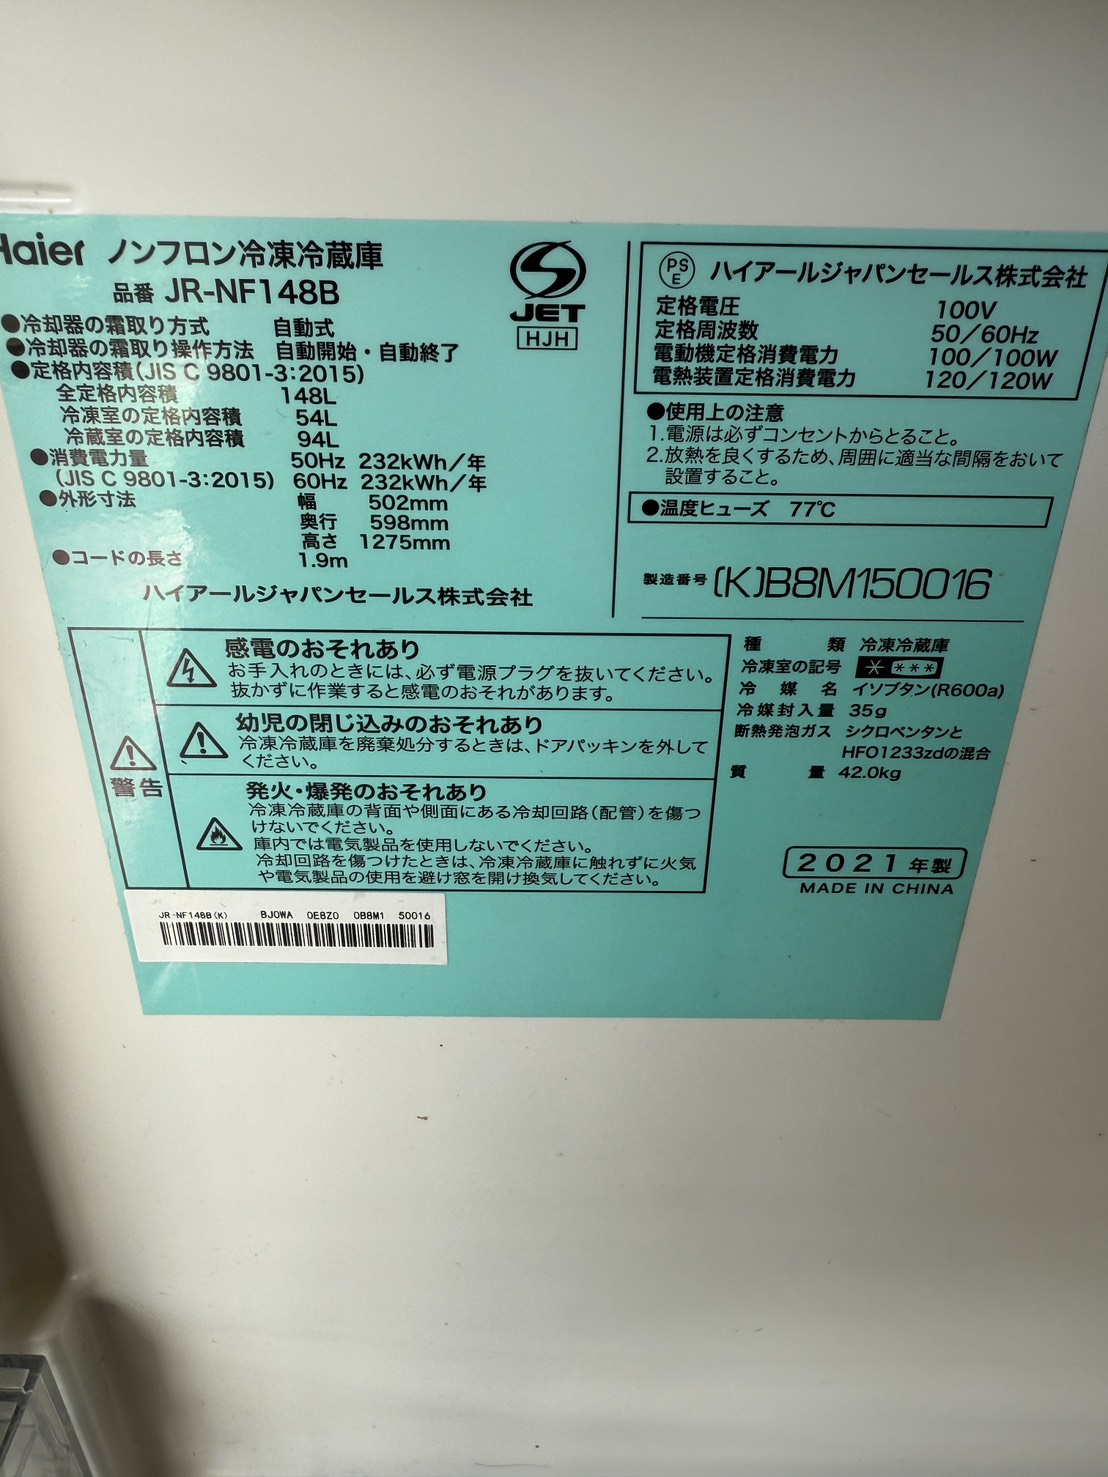 Haier ノンフロン冷凍冷蔵庫
品番 JR-NF148B
●冷却器の霜取り方式 自動式
●冷却器の霜取り操作方法 自動開始・自動終了
●定格内容積(JIS C 9801-3:2015)
全定格内容積 148L
冷凍室の定格内容積 54L
冷蔵室の定格内容積 94L
●消費電力量 50Hz 232kWh/年
(JIS C 9801-3:2015) 60Hz 232kWh/年
●外形寸法 幅 502mm
奥行 598mm
高さ 1275mm
●コードの長さ 1.9m
ハイアールジャパンセールス株式会社
JET
HJH
PSE ハイアールジャパンセールス株式会社
定格電圧 100V
定格周波数 50/60Hz
電動機定格消費電力 100/100W
電熱装置定格消費電力 120/120W
●使用上の注意
1.電源は必ずコンセントからとること。
2.放熱を良くするため、周囲に適当な間隔をおいて
設置すること。
●温度ヒューズ 77℃
製造番号 (K)B8M150016
警告
感電のおそれあり
お手入れのときには、必ず電源プラグを抜いてください。
抜かずに作業すると感電のおそれがあります。
幼児の閉じ込みのおそれあり
冷凍冷蔵庫を廃棄処分するときは、ドアパッキンを外して
ください。
発火・爆発のおそれあり
冷凍冷蔵庫の背面や側面にある冷却回路(配管)を傷つ
けないでください。
庫内では電気製品を使用しないでください。
冷却回路を傷つけたときは、冷凍冷蔵庫に触れずに火気
や電気製品の使用を避け窓を開け換気してください。
種類 冷凍冷蔵庫
冷凍室の記号 * ***
冷媒名 イソブタン(R600a)
冷媒封入量 35g
断熱発泡ガス シクロペンタンと
HFO1233zdの混合
質量 42.0kg
2021年製
MADE IN CHINA
JR-NF148B(K) BJ0WA 0E8Z0 0B8M1 50016